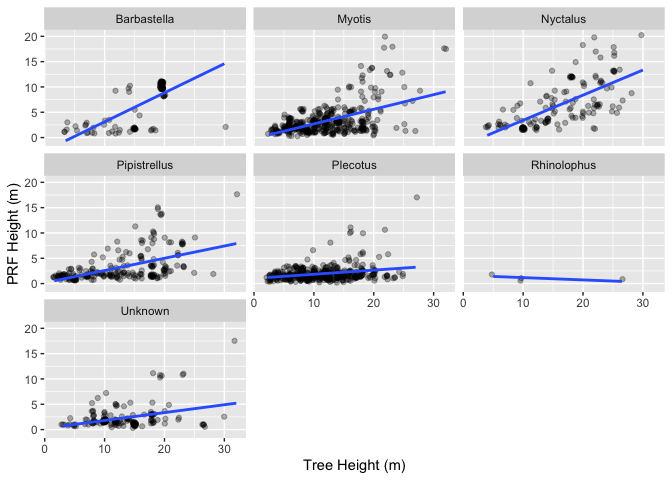 Barbastella Myotis Nyctalus
20
15
10
5
0
Pipistrellus Plecotus Rhinolophus
20
15
10
5
0
0 10 20 30 0 10 20 30
Unknown
20
15
10
5
0
0 10 20 30
PRF Height (m)
Tree Height (m)